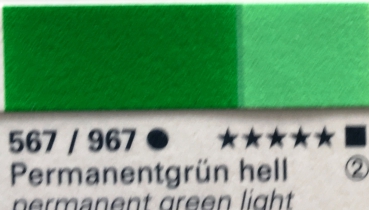 567 / 967 ● ★★★★★ ■
Permanentgrün hell ②
permanent green light